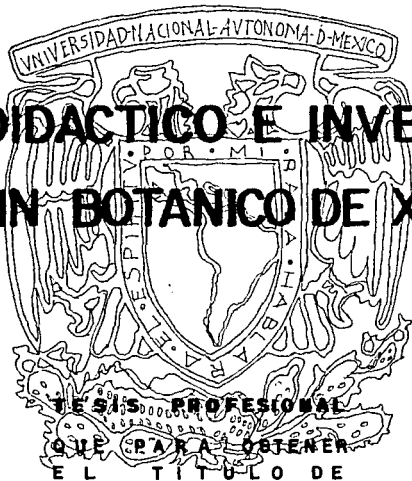 VNIVERSIDAD NACIONAL AVTONOMA D MEXICO
DIDACTICO E INVE
IN BOTANICO DE X
POR MI RAZA HABLARA EL ESPIRITV
TESIS PROFESIONAL
QUE PARA OBTENER
EL TITULO DE